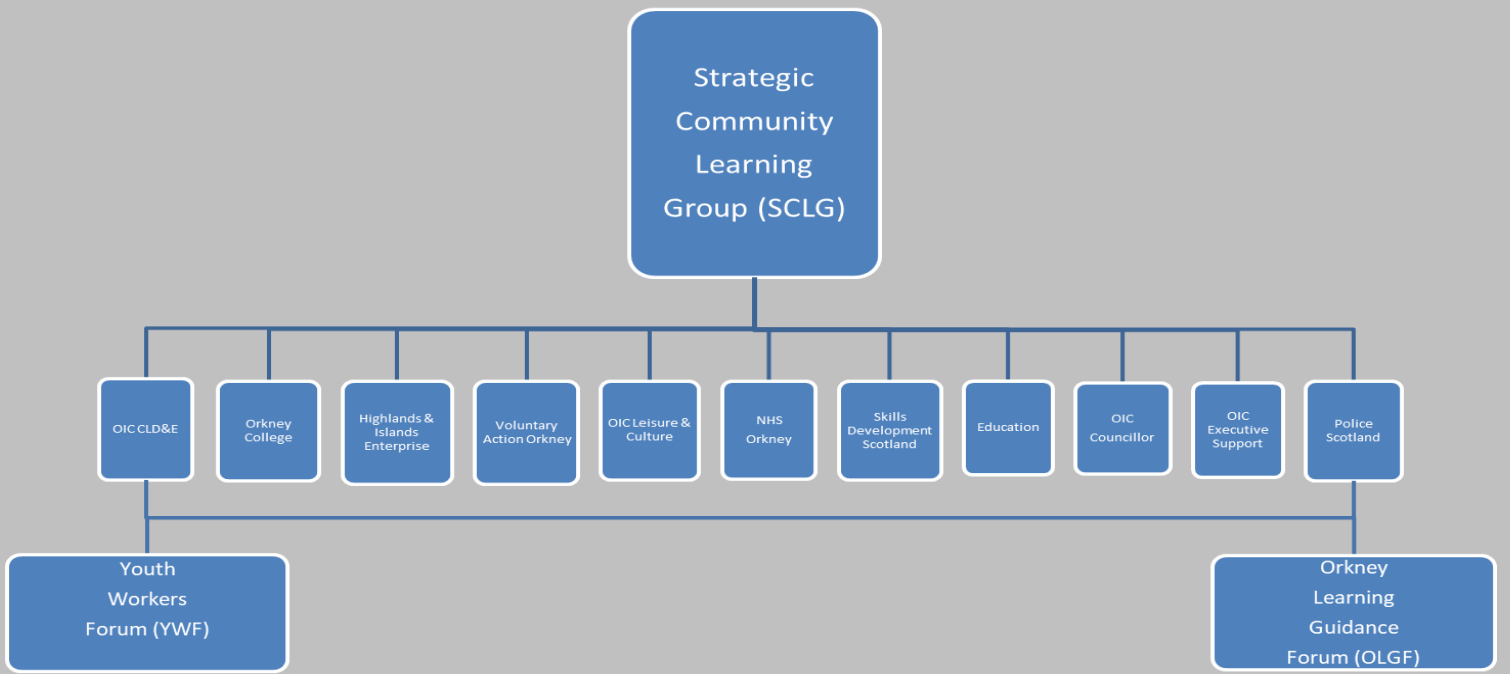 Strategic
Community
Learning
Group (SCLG)
OIC CLD&E
Orkney
College
Highlands &
Islands
Enterprise
Voluntary
Action Orkney
OIC Leisure &
Culture
NHS
Orkney
Skills
Development
Scotland
Education
OIC
Councillor
OIC
Executive
Support
Police
Scotland
Youth
Workers
Forum (YWF)
Orkney
Learning
Guidance
Forum (OLGF)